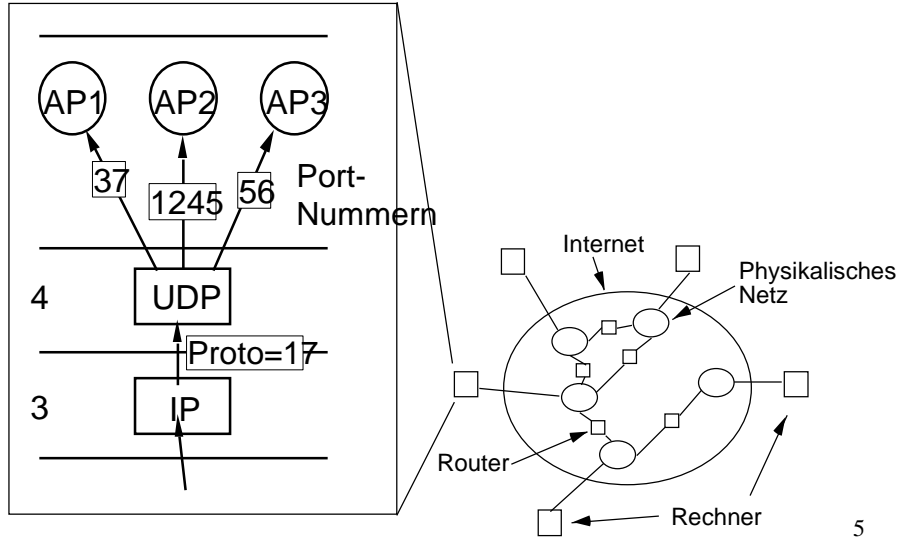 AP1 AP2 AP3
37 1245 56 Port-
Nummern
4 UDP
Proto=17
3 IP
Internet
Physikalisches
Netz
Router
Rechner
5